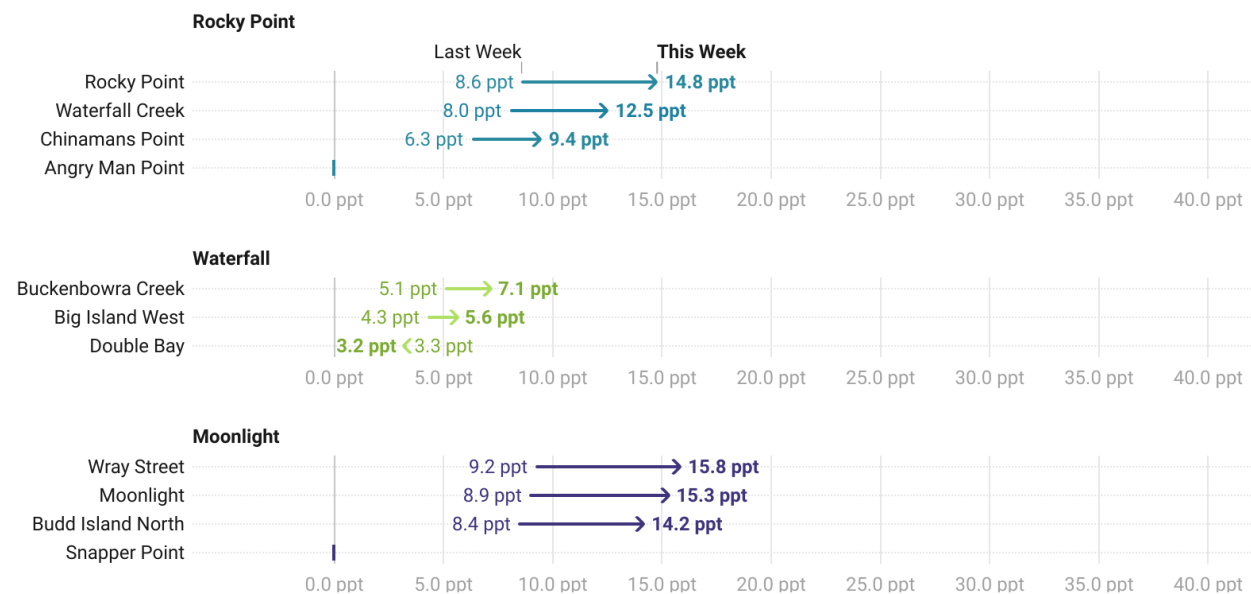 Rocky Point
Last Week This Week
Rocky Point 8.6 ppt 14.8 ppt
Waterfall Creek 8.0 ppt 12.5 ppt
Chinamans Point 6.3 ppt 9.4 ppt
Angry Man Point
0.0 ppt 5.0 ppt 10.0 ppt 15.0 ppt 20.0 ppt 25.0 ppt 30.0 ppt 35.0 ppt 40.0 ppt
Waterfall
Buckenbowra Creek 5.1 ppt 7.1 ppt
Big Island West 4.3 ppt 5.6 ppt
Double Bay 3.2 ppt 3.3 ppt
0.0 ppt 5.0 ppt 10.0 ppt 15.0 ppt 20.0 ppt 25.0 ppt 30.0 ppt 35.0 ppt 40.0 ppt
Moonlight
Wray Street 9.2 ppt 15.8 ppt
Moonlight 8.9 ppt 15.3 ppt
Budd Island North 8.4 ppt 14.2 ppt
Snapper Point
0.0 ppt 5.0 ppt 10.0 ppt 15.0 ppt 20.0 ppt 25.0 ppt 30.0 ppt 35.0 ppt 40.0 ppt